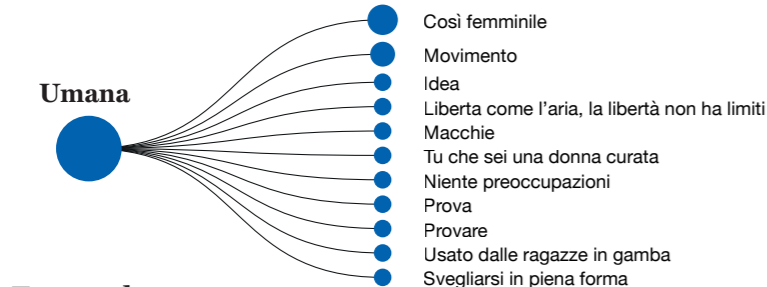 Umana
Così femminile
Movimento
Idea
Liberta come l'aria, la libertà non ha limiti
Macchie
Tu che sei una donna curata
Niente preoccupazioni
Prova
Provare
Usato dalle ragazze in gamba
Svegliarsi in piena forma